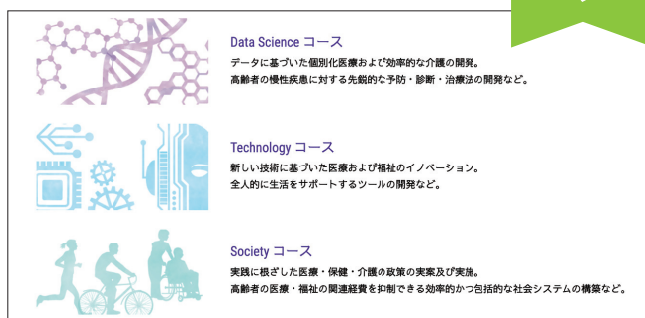 Data Science コース
データに基づいた個別化医療および効率的な介護の開発。
高齢者の慢性疾患に対する先鋭的な予防・診断・治療法の開発など。
Technology コース
新しい技術に基づいた医療および福祉のイノベーション。
全人的に生活をサポートするツールの開発など。
Society コース
実践に根ざした医療・保健・介護の政策の実案及び実施。
高齢者の医療・福祉の関連経費を抑制できる効率的かつ包括的な社会システムの構築など。